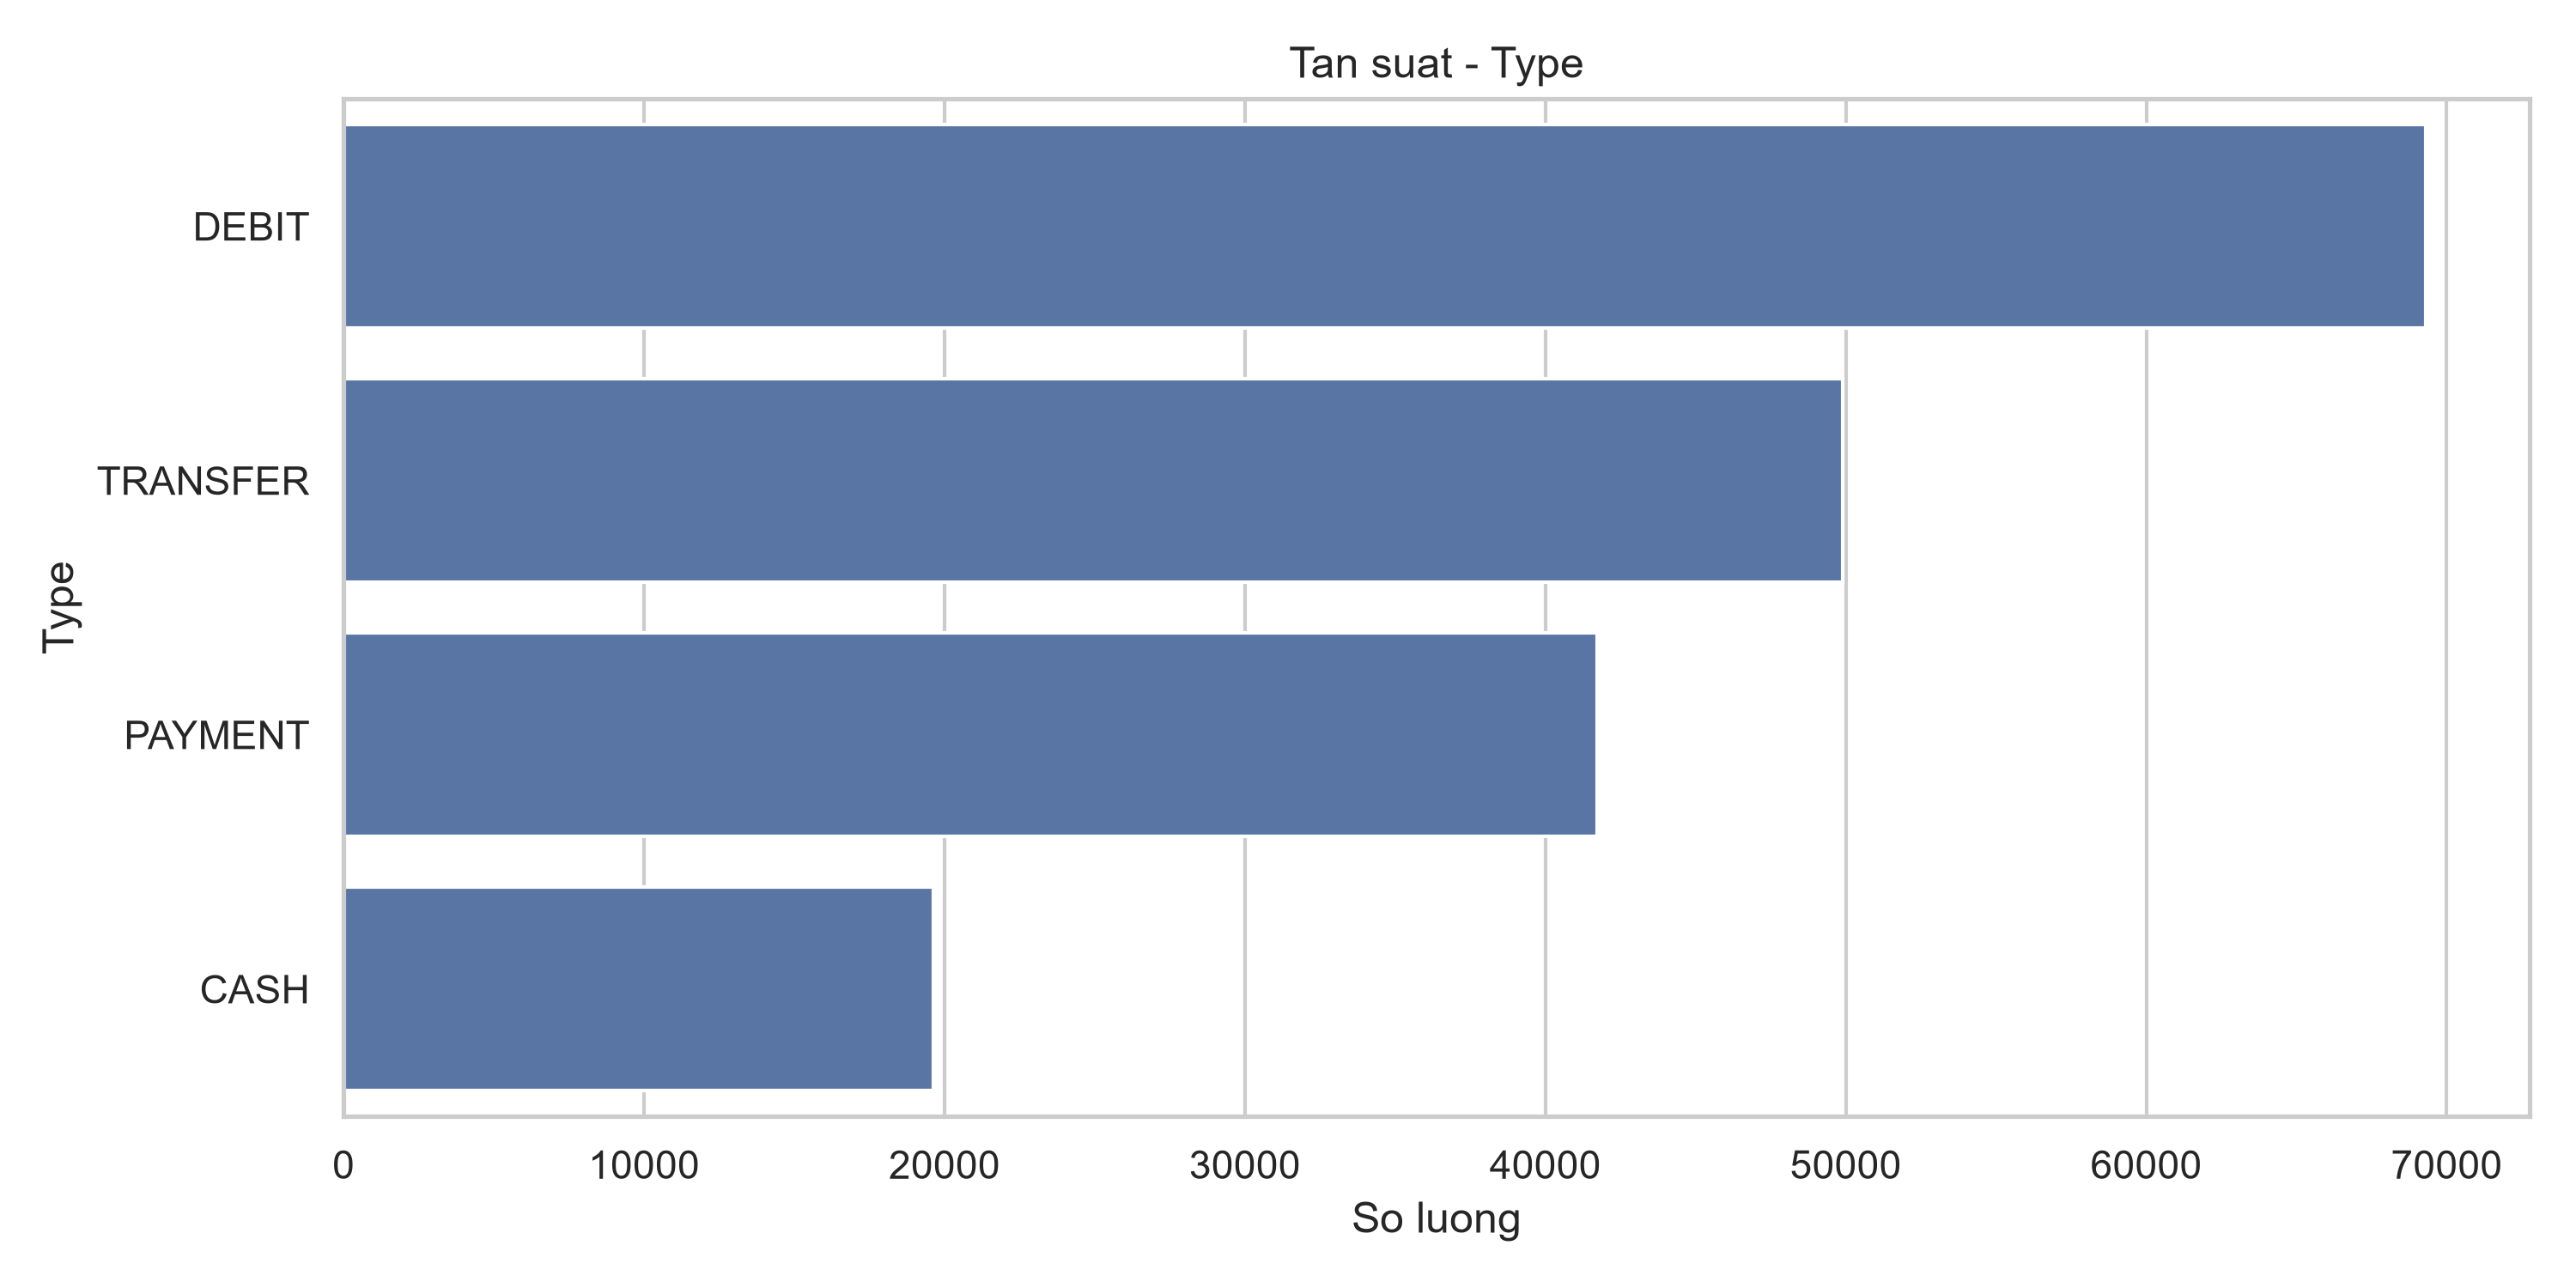 Tan suat - Type
DEBIT
TRANSFER
PAYMENT
CASH
Type
0 10000 20000 30000 40000 50000 60000 70000
So luong